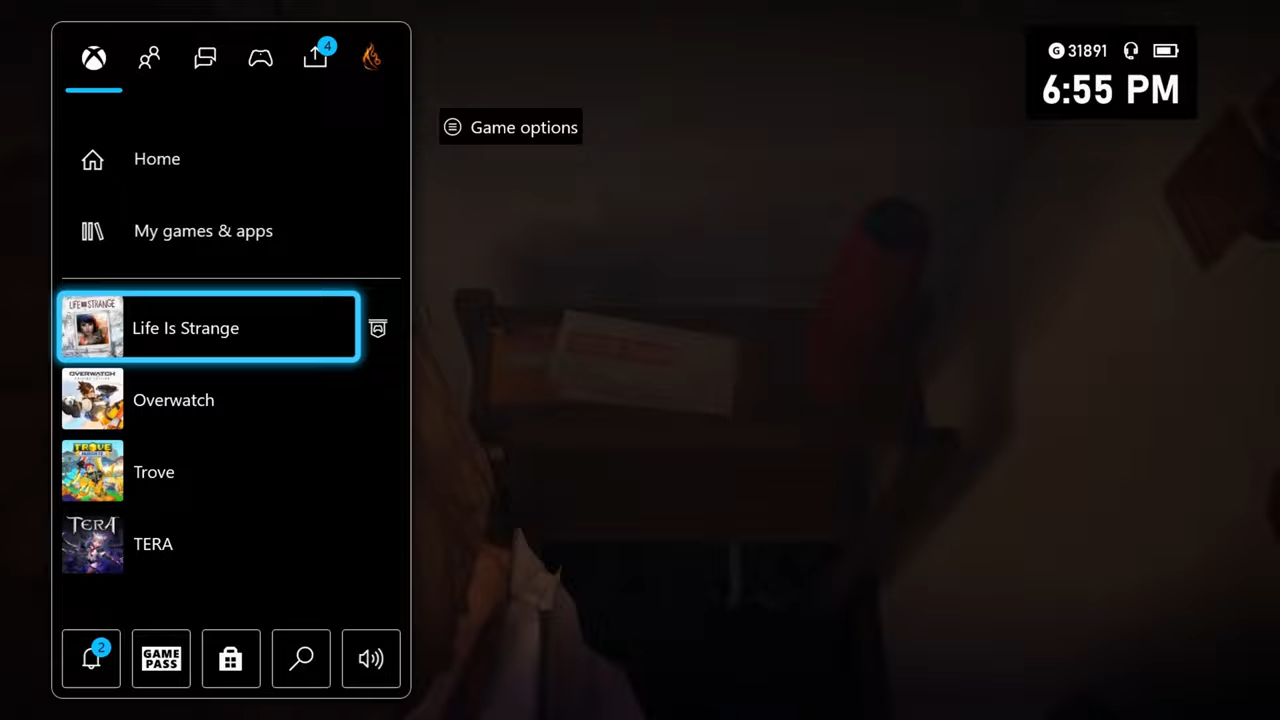 4
G 31891
6:55 PM
Game options
Home
My games & apps
LIFE IS STRANGE
Life Is Strange
OVERWATCH
Overwatch
TROVE
Trove
TERA
TERA
2
GAME
PASS